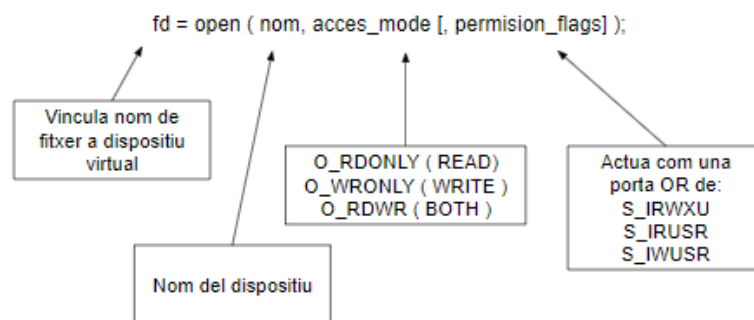 fd = open ( nom, acces_mode [, permision_flags] );
Vincula nom de
fitxer a dispositiu
virtual
O_RDONLY ( READ)
O_WRONLY ( WRITE )
O_RDWR ( BOTH )
Actua com una
porta OR de:
S_IRWXU
S_IRUSR
S_IWUSR
Nom del dispositiu